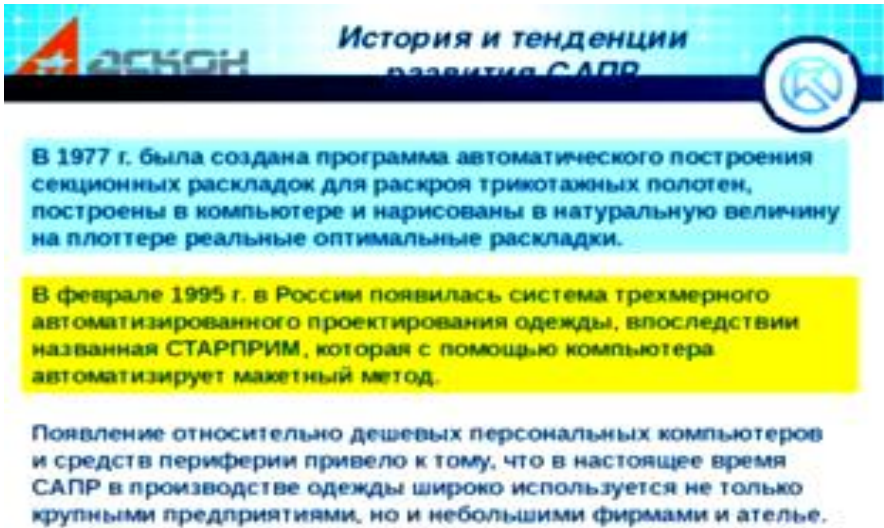 АСКОН
История и тенденции
развития САПР
В 1977 г. была создана программа автоматического построения
секционных раскладок для раскроя трикотажных полотен,
построены в компьютере и нарисованы в натуральную величину
на плоттере реальные оптимальные раскладки.
В феврале 1995 г. в России появилась система трехмерного
автоматизированного проектирования одежды, впоследствии
названная СТАРПРИМ, которая с помощью компьютера
автоматизирует макетный метод.
Появление относительно дешевых персональных компьютеров
и средств периферии привело к тому, что в настоящее время
САПР в производстве одежды широко используется не только
крупными предприятиями, но и небольшими фирмами и ателье.